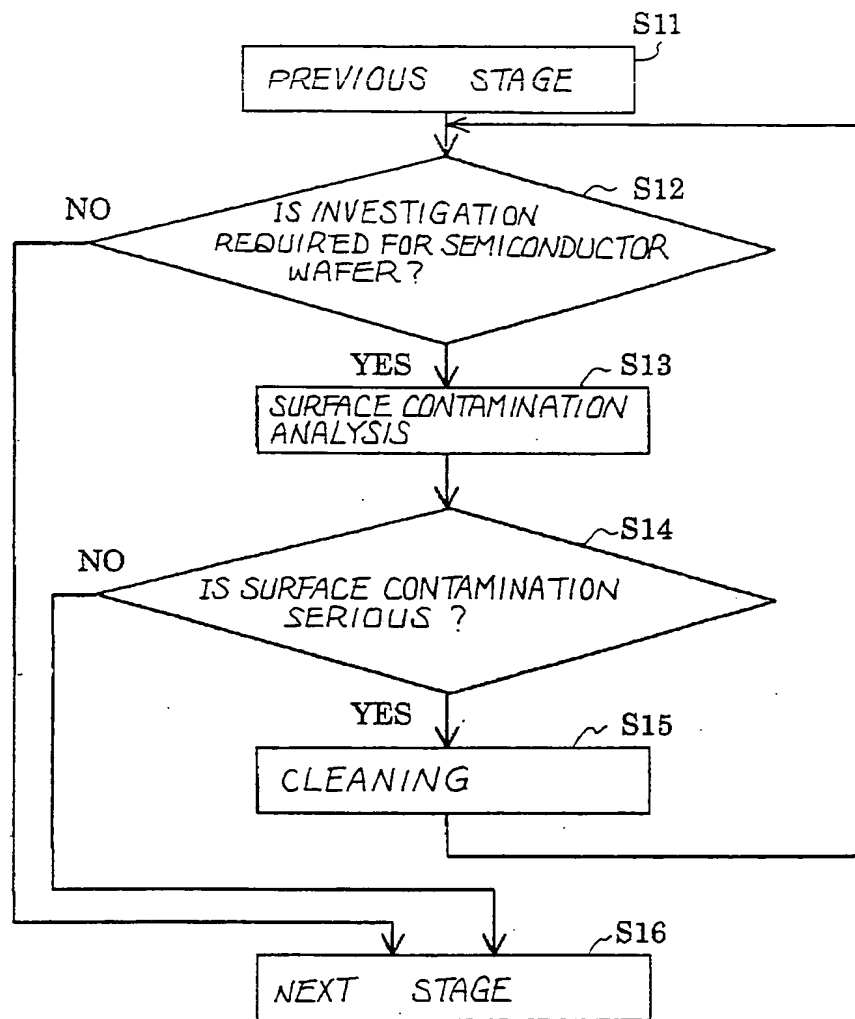 S11
PREVIOUS STAGE
S12
NO
IS INVESTIGATION
REQUIRED FOR SEMICONDUCTOR
WAFER?
YES
S13
SURFACE CONTAMINATION
ANALYSIS
S14
NO
IS SURFACE CONTAMINATION
SERIOUS ?
YES
S15
CLEANING
S16
NEXT STAGE